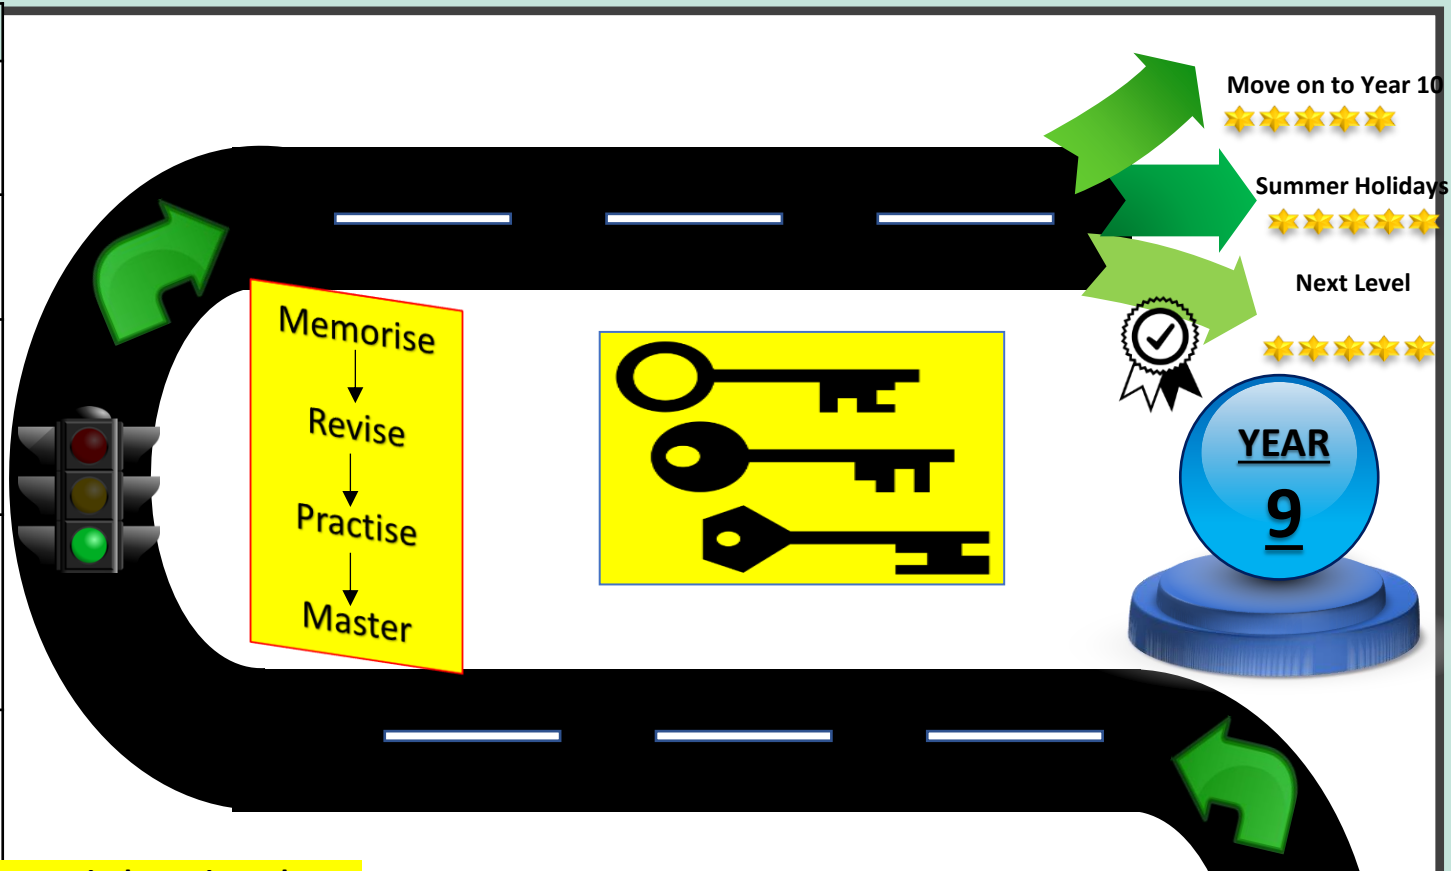 Move on to Year 10
Summer Holidays
Next Level
Memorise
Revise
Practise
Master
YEAR
9